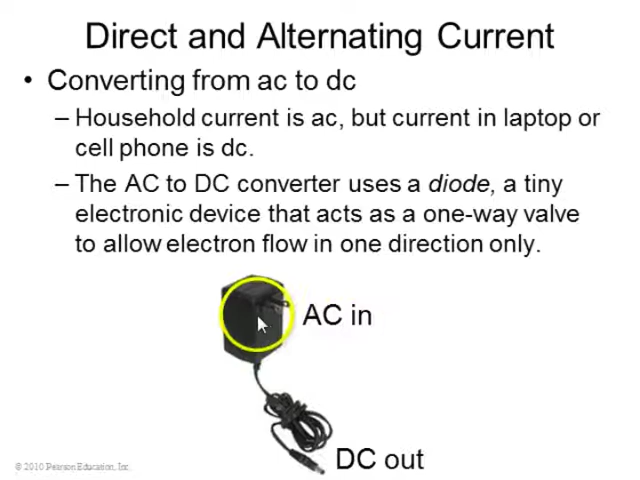 Direct and Alternating Current
• Converting from ac to dc
– Household current is ac, but current in laptop or
cell phone is dc.
– The AC to DC converter uses a diode, a tiny
electronic device that acts as a one-way valve
to allow electron flow in one direction only.
AC in
DC out
© 2010 Pearson Education, Inc.